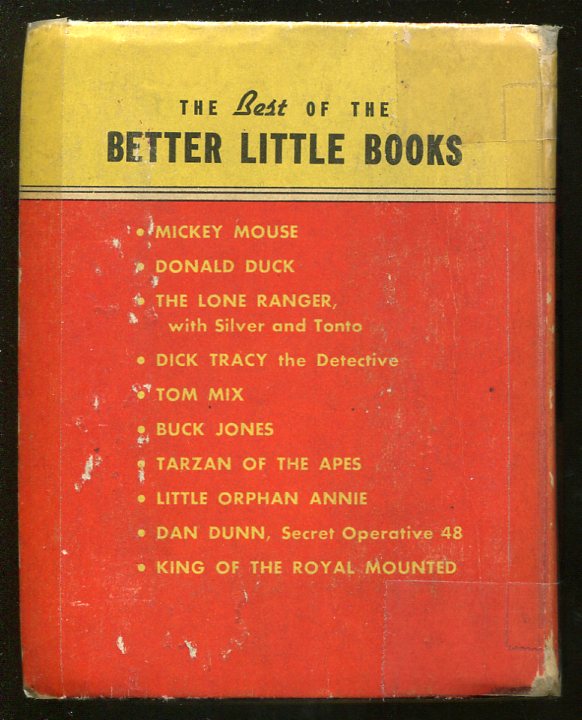 THE Best OF THE
BETTER LITTLE BOOKS
• MICKEY MOUSE
• DONALD DUCK
• THE LONE RANGER,
with Silver and Tonto
• DICK TRACY the Detective
• TOM MIX
• BUCK JONES
• TARZAN OF THE APES
• LITTLE ORPHAN ANNIE
• DAN DUNN, Secret Operative 48
• KING OF THE ROYAL MOUNTED